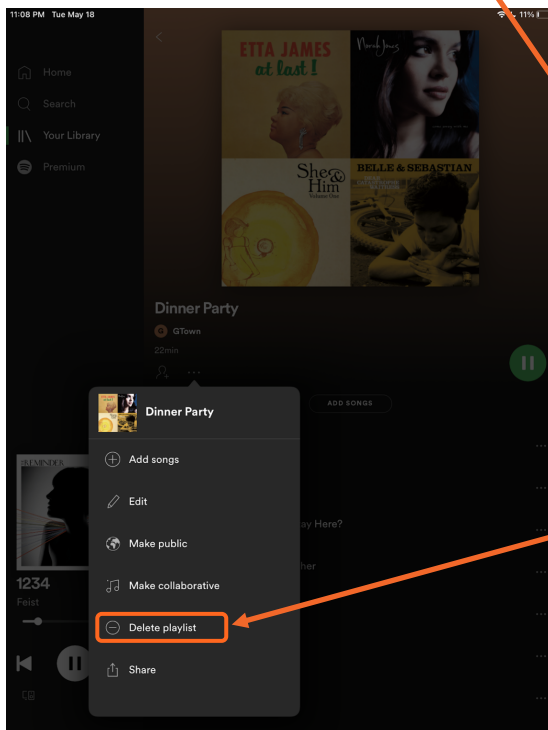 11:08 PM Tue May 18
11%
Home
Search
Your Library
Premium
ETTA JAMES
at last!
Norah Jones
She & Him
Volume One
BELLE & SEBASTIAN
Dinner Party
G GTown
22min
ADD SONGS
Dinner Party
Add songs
Edit
Make public
Make collaborative
Delete playlist
Share
ay Here?
her
THE REMINDER
1234
Feist